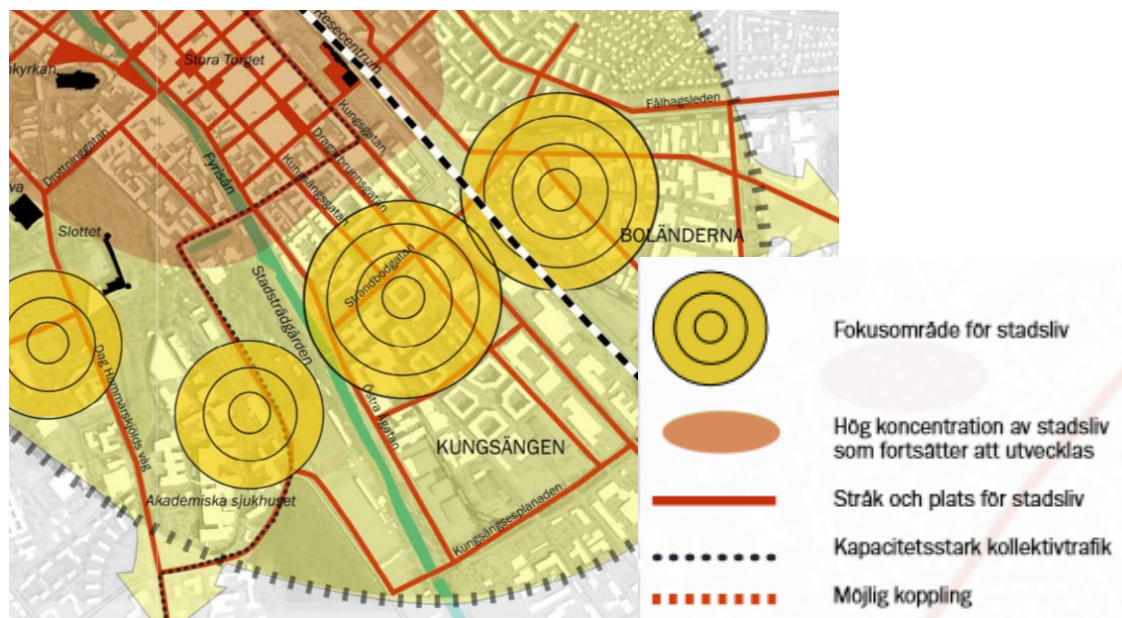 Resecentrum
Stora Torget
nkyrkan
Fålhagsleden
Kungsgatan
Dragarbrunnsgatan
Drottninggatan
Fyrisån
Kungsängsgatan
va
Slottet
BOLÄNDERNA
Strandbodgatan
Stadsträdgården
Dag Hammarskjölds väg
Östra Ågatan
KUNGSÄNGEN
Akademiska sjukhuset
Kungsängsesplanaden
Fokusområde för stadsliv
Hög koncentration av stadsliv
som fortsätter att utvecklas
Stråk och plats för stadsliv
Kapacitetsstark kollektivtrafik
Möjlig koppling